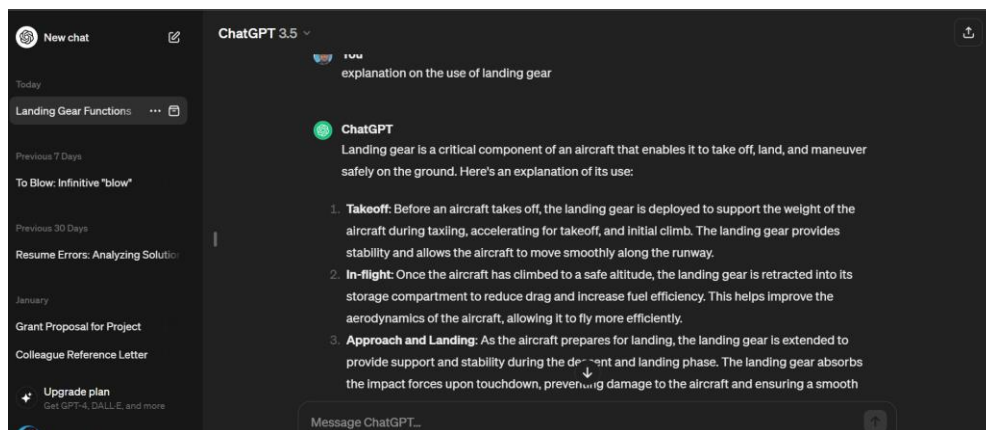 New chat
Today
Landing Gear Functions
Previous 7 Days
To Blow: Infinitive "blow"
Previous 30 Days
Resume Errors: Analyzing Solution
January
Grant Proposal for Project
Colleague Reference Letter
Upgrade plan
Get GPT-4, DALL·E, and more
ChatGPT 3.5
You
explanation on the use of landing gear
ChatGPT
Landing gear is a critical component of an aircraft that enables it to take off, land, and maneuver
safely on the ground. Here's an explanation of its use:
1. Takeoff: Before an aircraft takes off, the landing gear is deployed to support the weight of the
aircraft during taxiing, accelerating for takeoff, and initial climb. The landing gear provides
stability and allows the aircraft to move smoothly along the runway.
2. In-flight: Once the aircraft has climbed to a safe altitude, the landing gear is retracted into its
storage compartment to reduce drag and increase fuel efficiency. This helps improve the
aerodynamics of the aircraft, allowing it to fly more efficiently.
3. Approach and Landing: As the aircraft prepares for landing, the landing gear is extended to
provide support and stability during the descent and landing phase. The landing gear absorbs
the impact forces upon touchdown, preventing damage to the aircraft and ensuring a smooth
Message ChatGPT...